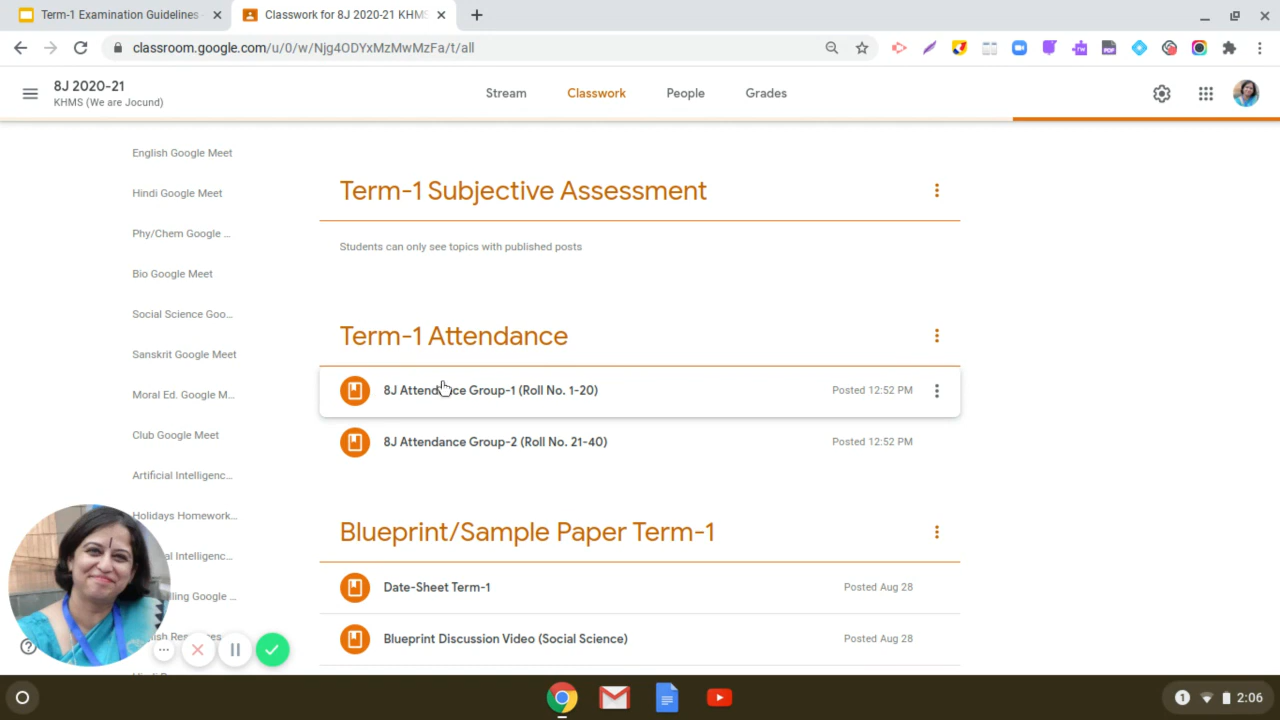 Term-1 Examination Guidelines
Classwork for 8J 2020-21 KHMS
classroom.google.com/u/0/w/Njg4ODYxMzMwMzFa/t/all
8J 2020-21
KHMS (We are Jocund)
Stream
Classwork
People
Grades
English Google Meet
Hindi Google Meet
Phy/Chem Google ...
Bio Google Meet
Social Science Goo...
Sanskrit Google Meet
Moral Ed. Google M...
Club Google Meet
Artificial Intelligenc...
Holidays Homework...
al Intelligenc...
lling Google ...
Term-1 Subjective Assessment
Students can only see topics with published posts
Term-1 Attendance
8J Attendance Group-1 (Roll No. 1-20) Posted 12:52 PM
8J Attendance Group-2 (Roll No. 21-40) Posted 12:52 PM
Blueprint/Sample Paper Term-1
Date-Sheet Term-1 Posted Aug 28
Blueprint Discussion Video (Social Science) Posted Aug 28
1 2:06